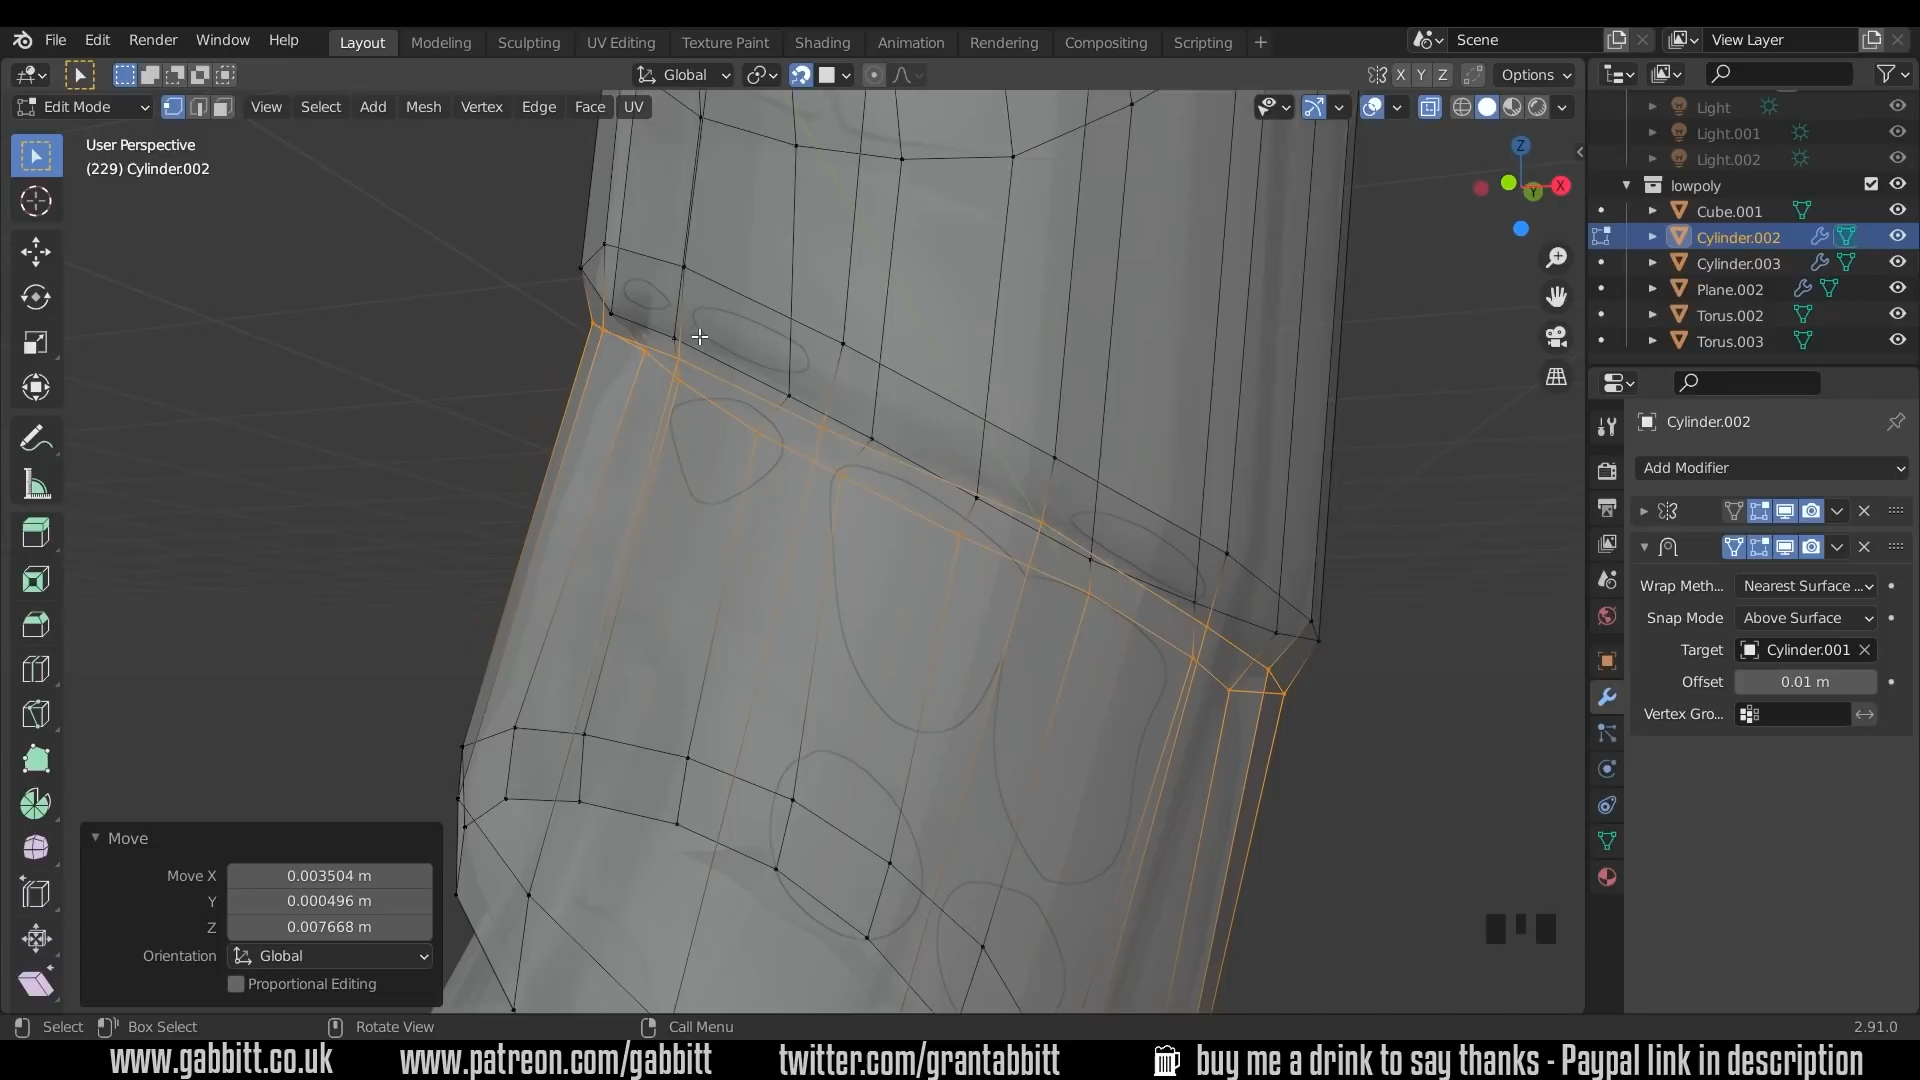 File Edit Render Window Help Layout Modeling Sculpting UV Editing Texture Paint Shading Animation Rendering Compositing Scripting + Scene View Layer
Global X Y Z Options
Edit Mode View Select Add Mesh Vertex Edge Face UV
User Perspective
(229) Cylinder.002
Z
X
Y
Light
Light.001
Light.002
lowpoly
Cube.001
Cylinder.002
Cylinder.003
Plane.002
Torus.002
Torus.003
Cylinder.002
Add Modifier
Wrap Meth... Nearest Surface ...
Snap Mode Above Surface
Target Cylinder.001
Offset 0.01 m
Vertex Gro...
Move
Move X 0.003504 m
Y 0.000496 m
Z 0.007668 m
Orientation Global
Proportional Editing
Select Box Select Rotate View Call Menu 2.91.0
www.gabbitt.co.uk www.patreon.com/gabbitt twitter.com/grantabbitt buy me a drink to say thanks - Paypal link in description